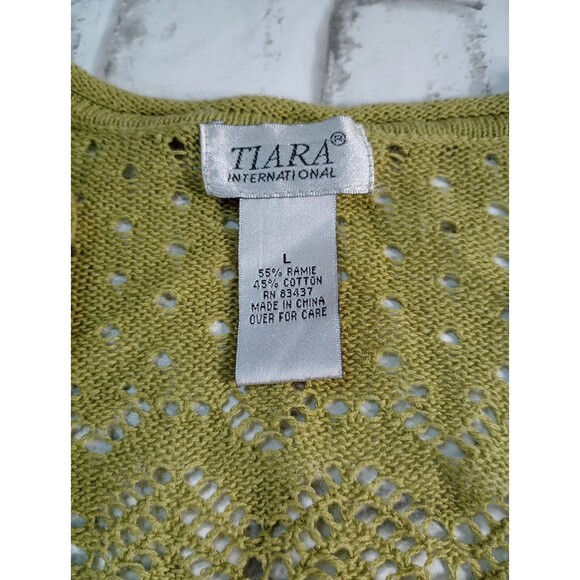 TIARA®
INTERNATIONAL
L
55% RAMIE
45% COTTON
RN 83437
MADE IN CHINA
OVER FOR CARE